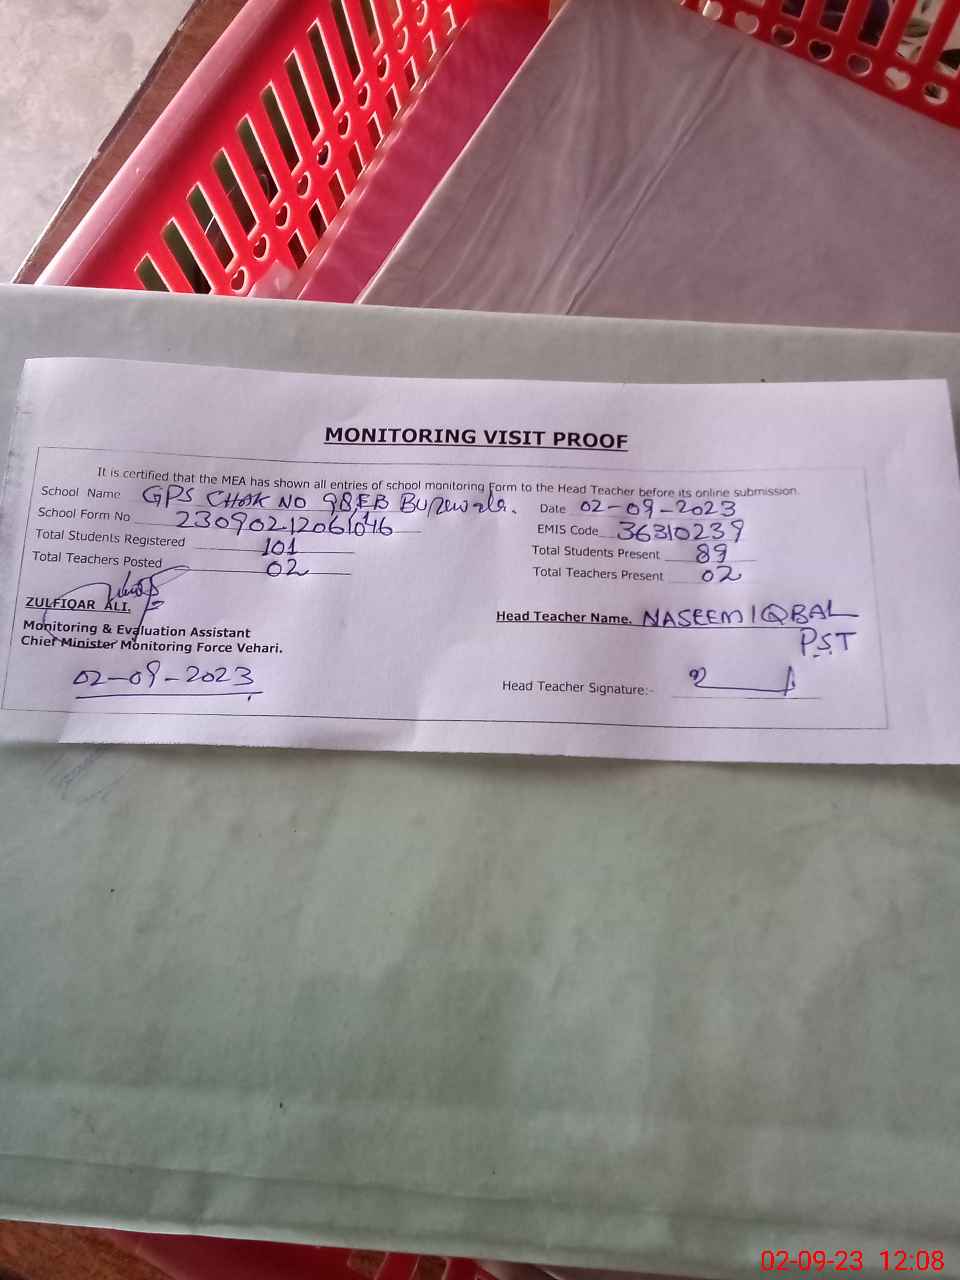 MONITORING VISIT PROOF
It is certified that the MEA has shown all entries of school monitoring Form to the Head Teacher before its online submission.
School Name GPS CHAK NO 98EB Burewala. Date 02-09-2023
School Form No 23090212061046 EMIS Code 36310239
Total Students Registered 101 Total Students Present 89
Total Teachers Posted 02 Total Teachers Present 02
ZULFIQAR ALI. Head Teacher Name. NASEEM IQBAL
Monitoring & Evaluation Assistant P.S.T
Chief Minister Monitoring Force Vehari.
02-09-2023 Head Teacher Signature:-
02-09-23 12:08